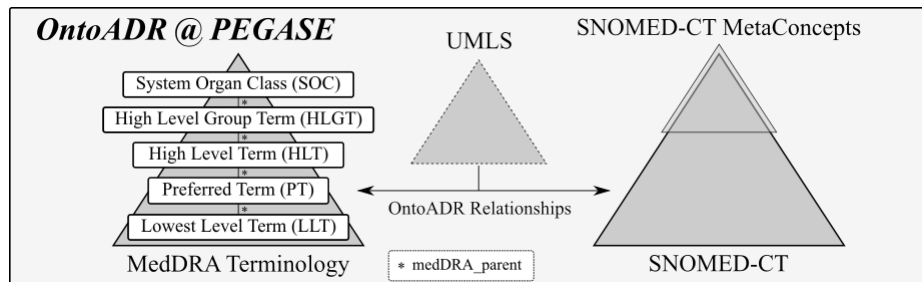 OntoADR @ PEGASE
System Organ Class (SOC)
*
High Level Group Term (HLGT)
*
High Level Term (HLT)
*
Preferred Term (PT)
*
Lowest Level Term (LLT)
MedDRA Terminology
UMLS
OntoADR Relationships
* medDRA_parent
SNOMED-CT MetaConcepts
SNOMED-CT